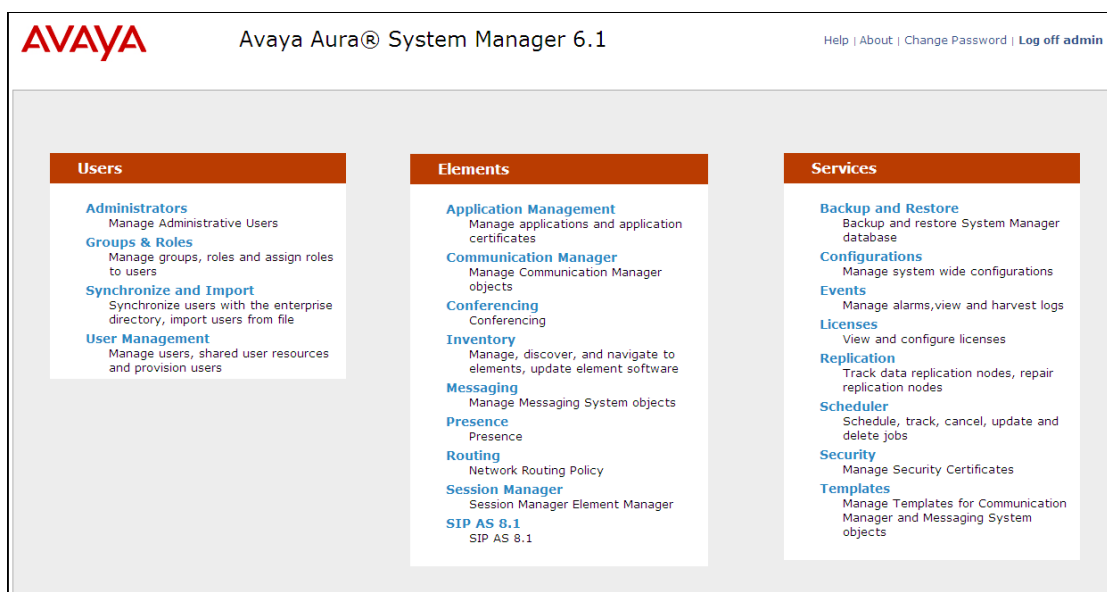 AVAYA
Avaya Aura® System Manager 6.1
Help | About | Change Password | Log off admin
Users
Administrators
Manage Administrative Users
Groups & Roles
Manage groups, roles and assign roles
to users
Synchronize and Import
Synchronize users with the enterprise
directory, import users from file
User Management
Manage users, shared user resources
and provision users
Elements
Application Management
Manage applications and application
certificates
Communication Manager
Manage Communication Manager
objects
Conferencing
Conferencing
Inventory
Manage, discover, and navigate to
elements, update element software
Messaging
Manage Messaging System objects
Presence
Presence
Routing
Network Routing Policy
Session Manager
Session Manager Element Manager
SIP AS 8.1
SIP AS 8.1
Services
Backup and Restore
Backup and restore System Manager
database
Configurations
Manage system wide configurations
Events
Manage alarms,view and harvest logs
Licenses
View and configure licenses
Replication
Track data replication nodes, repair
replication nodes
Scheduler
Schedule, track, cancel, update and
delete jobs
Security
Manage Security Certificates
Templates
Manage Templates for Communication
Manager and Messaging System
objects